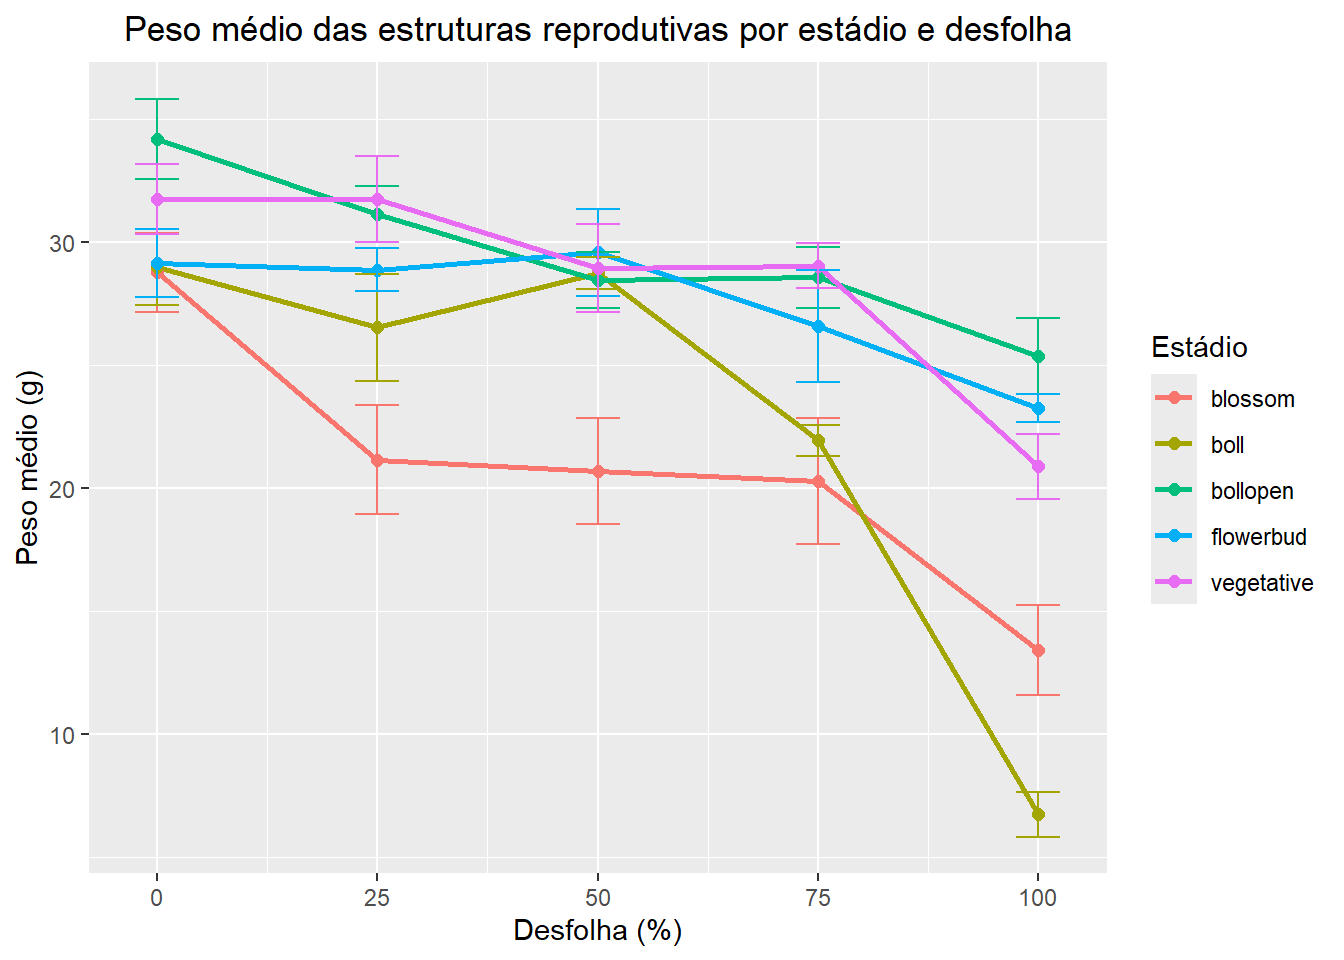 Peso médio das estruturas reprodutivas por estádio e desfolha
Peso médio (g)
30
20
10
0
25
50
75
100
Desfolha (%)
Estádio
blossom
boll
bollopen
flowerbud
vegetative